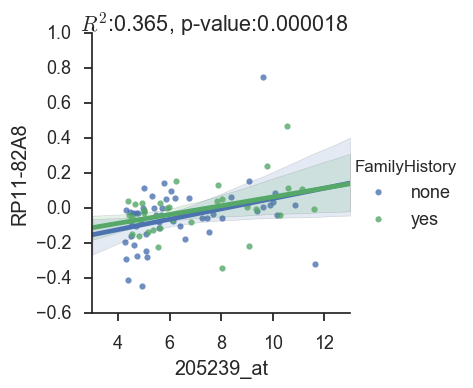 R²:0.365, p-value:0.000018
1.0
0.8
0.6
0.4
0.2
0.0
−0.2
−0.4
−0.6
RP11-82A8
4 6 8 10 12
205239_at
FamilyHistory
none
yes